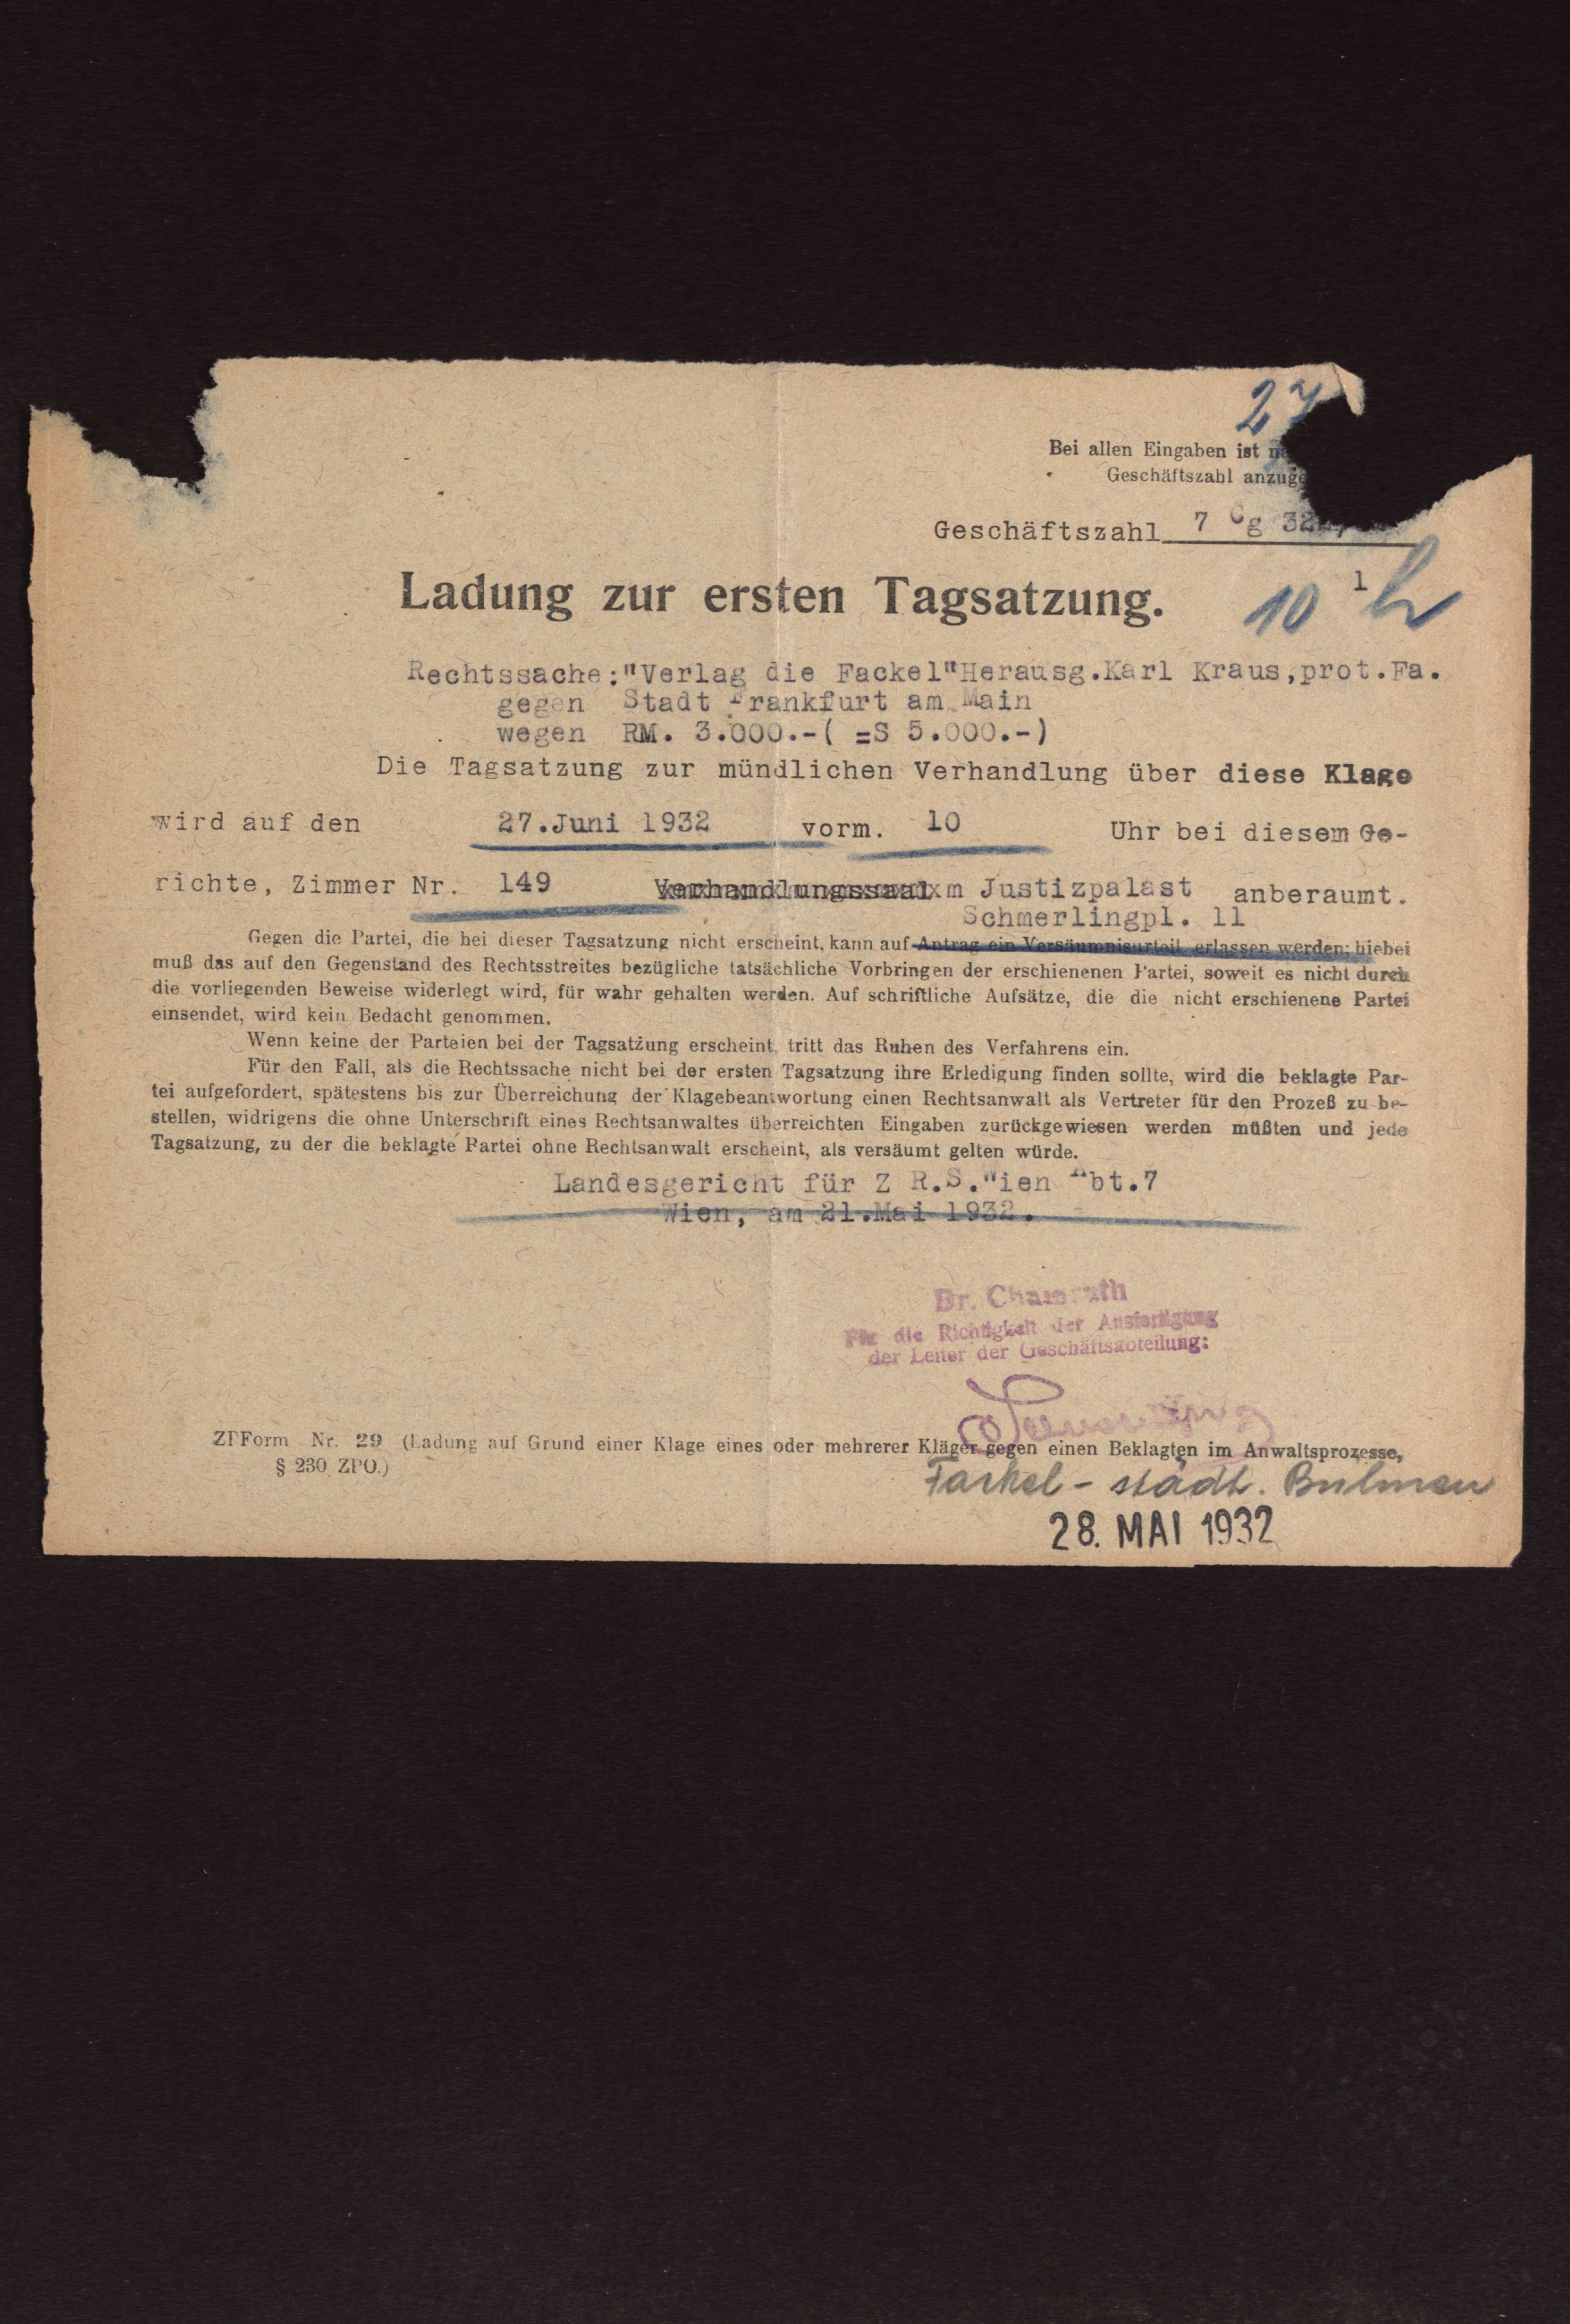 27
Bei allen Eingaben ist
Geschäftszahl
Geschäftszahl 7 Cg
1
Ladung zur ersten Tagsatzung.
10 h
Rechtssache:"Verlag die Fackel"Herausg.Karl Kraus,prot.Fa.
gegen Stadt Frankfurt am Main
wegen RM. 3.000.-( =S 5.000.-)
Die Tagsatzung zur mündlichen Verhandlung über diese Klage
wird auf den 27.Juni 1932 vorm. 10 Uhr bei diesem Ge-
richte, Zimmer Nr. 149 Verhandlungssaal Justizpalast anberaumt.
Schmerlingpl. 11
Gegen die Partei, die bei dieser Tagsatzung nicht erscheint, kann auf Antrag ein Versäumnisurteil erlassen werden; hiebei
muß das auf den Gegenstand des Rechtsstreites bezügliche tatsächliche Vorbringen der erschienenen Partei, soweit es nicht durch
die vorliegenden Beweise widerlegt wird, für wahr gehalten werden. Auf schriftliche Aufsätze, die die nicht erschienene Partei
einsendet, wird kein Bedacht genommen.
Wenn keine der Parteien bei der Tagsatzung erscheint, tritt das Ruhen des Verfahrens ein.
Für den Fall, als die Rechtssache nicht bei der ersten Tagsatzung ihre Erledigung finden sollte, wird die beklagte Par-
tei aufgefordert, spätestens bis zur Überreichung der Klagebeantwortung einen Rechtsanwalt als Vertreter für den Prozeß zu be-
stellen, widrigens die ohne Unterschrift eines Rechtsanwaltes überreichten Eingaben zurückgewiesen werden müßten und jede
Tagsatzung, zu der die beklagte Partei ohne Rechtsanwalt erscheint, als versäumt gelten würde.
Landesgericht für Z R.S.Wien Abt.7
Wien, am 21.Mai 1932.
Dr. Chamrath
Für die Richtigkeit der Ausfertigung
der Leiter der Geschäftsabteilung:
ZPForm Nr. 29 (Ladung auf Grund einer Klage eines oder mehrerer Kläger gegen einen Beklagten im Anwaltsprozesse,
§ 230 ZPO.)
Fackel - städt. Bühnen
28. MAI 1932